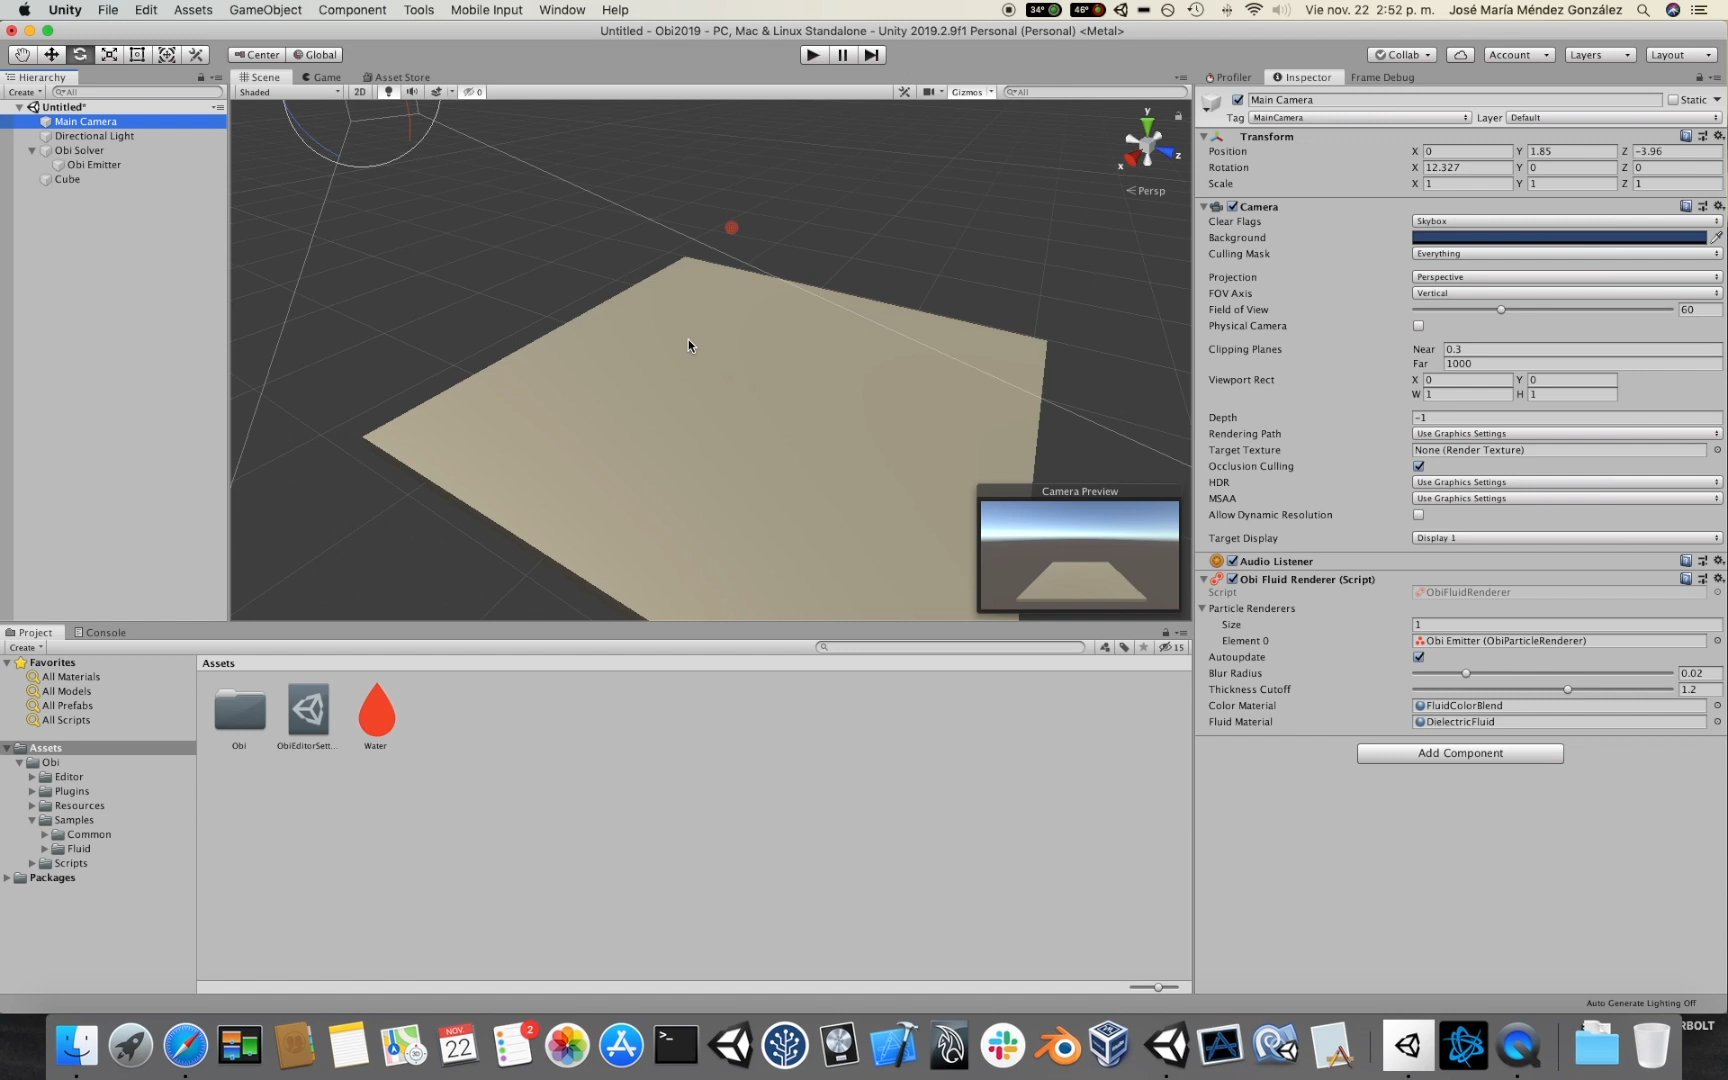 Unity File Edit Assets GameObject Component Tools Mobile Input Window Help 34° 46° Vie nov. 22 2:52 p. m. José María Méndez González
Untitled - Obi2019 - PC, Mac & Linux Standalone - Unity 2019.2.9f1 Personal (Personal) <Metal>
Center Global Collab Account Layers Layout
Hierarchy Scene Game Asset Store Profiler Inspector Frame Debug
Create All Shaded 2D 0 Gizmos All
Untitled*
Main Camera
Directional Light
Obi Solver
Obi Emitter
Cube
y
x
z
Persp
Camera Preview
Main Camera Static
Tag MainCamera Layer Default
Transform
Position X 0 Y 1.85 Z -3.96
Rotation X 12.327 Y 0 Z 0
Scale X 1 Y 1 Z 1
Camera
Clear Flags Skybox
Background
Culling Mask Everything
Projection Perspective
FOV Axis Vertical
Field of View 60
Physical Camera
Clipping Planes Near 0.3
Far 1000
Viewport Rect X 0 Y 0
W 1 H 1
Depth -1
Rendering Path Use Graphics Settings
Target Texture None (Render Texture)
Occlusion Culling
HDR Use Graphics Settings
MSAA Use Graphics Settings
Allow Dynamic Resolution
Target Display Display 1
Audio Listener
Obi Fluid Renderer (Script)
Script ObiFluidRenderer
Particle Renderers
Size 1
Element 0 Obi Emitter (ObiParticleRenderer)
Autoupdate
Blur Radius 0.02
Thickness Cutoff 1.2
Color Material FluidColorBlend
Fluid Material DielectricFluid
Add Component
Project Console
Create 15
Favorites
All Materials
All Models
All Prefabs
All Scripts
Assets
Obi
Editor
Plugins
Resources
Samples
Common
Fluid
Scripts
Packages
Assets
Obi ObiEditorSett... Water
Auto Generate Lighting Off
NOV.
22
2
RBOLT